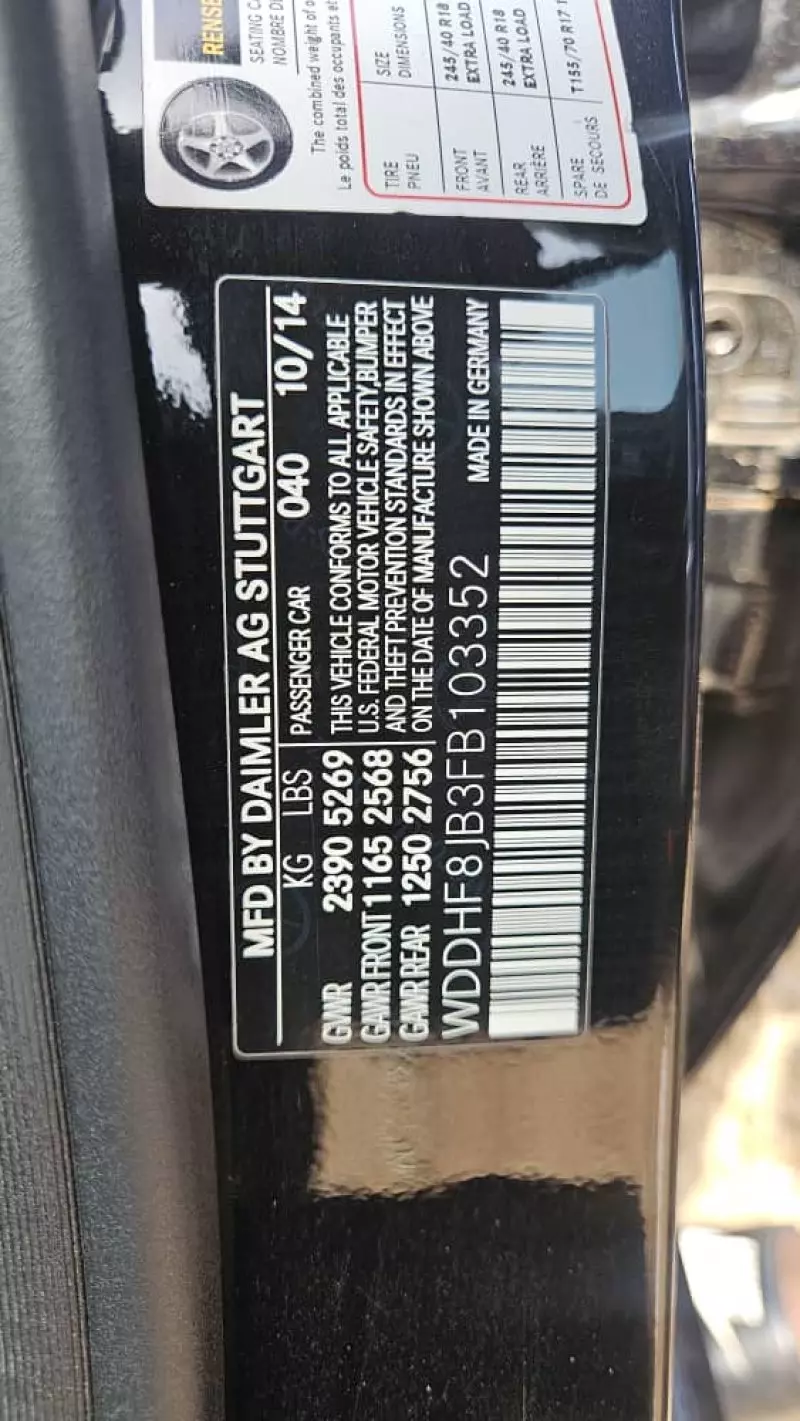 MFD BY DAIMLER AG STUTTGART
KG LBS PASSENGER CAR 040 10/14
GWR 2390 5269 THIS VEHICLE CONFORMS TO ALL APPLICABLE
GAWR FRONT 1165 2568 U.S. FEDERAL MOTOR VEHICLE SAFETY,BUMPER
GAWR REAR 1250 2756 AND THEFT PREVENTION STANDARDS IN EFFECT
ON THE DATE OF MANUFACTURE SHOWN ABOVE
WDDHF8JB3FB103352 MADE IN GERMANY
SEATING
NOMBRE
The combined weight of
Le poids total des occupants et
TIRE SIZE
PNEU DIMENSIONS
FRONT 245/40 R18
AVANT EXTRA LOAD
REAR 245/40 R18
ARRIÈRE EXTRA LOAD
SPARE T155/70 R17
DE SECOURS